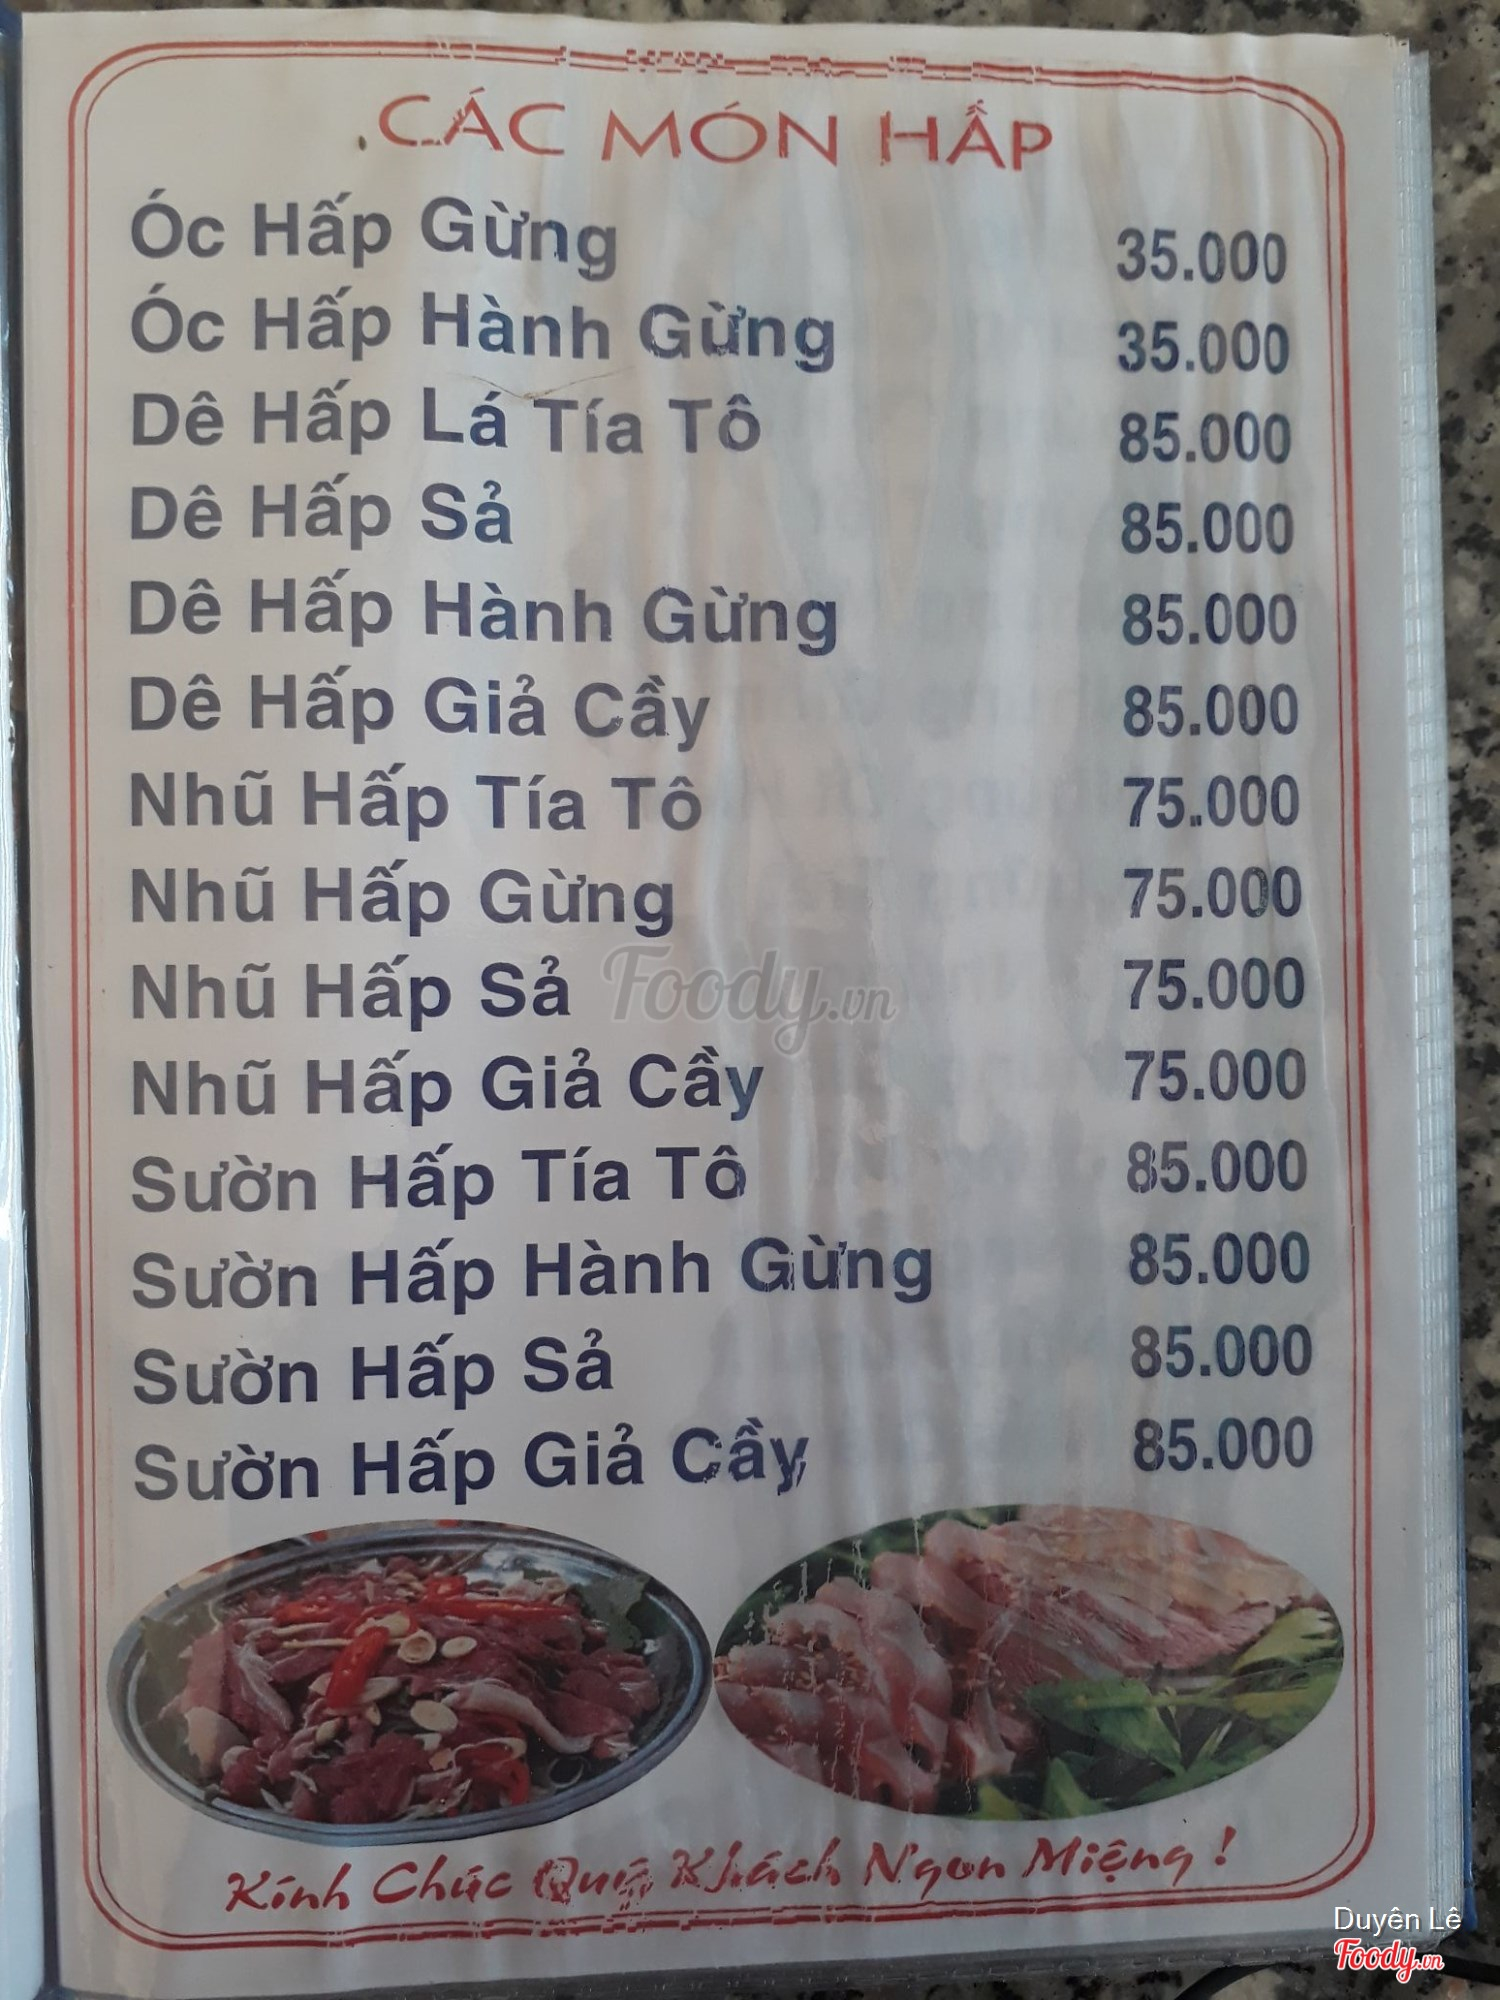 CÁC MÓN HẤP
Óc Hấp Gừng 35.000
Óc Hấp Hành Gừng 35.000
Dê Hấp Lá Tía Tô 85.000
Dê Hấp Sả 85.000
Dê Hấp Hành Gừng 85.000
Dê Hấp Giả Cầy 85.000
Nhũ Hấp Tía Tô 75.000
Nhũ Hấp Gừng 75.000
Nhũ Hấp Sả 75.000
Nhũ Hấp Giả Cầy 75.000
Sườn Hấp Tía Tô 85.000
Sườn Hấp Hành Gừng 85.000
Sườn Hấp Sả 85.000
Sườn Hấp Giả Cầy 85.000
Kính Chúc Quý Khách Ngon Miệng !
Foody.vn
Duyên Lê
Foody.vn